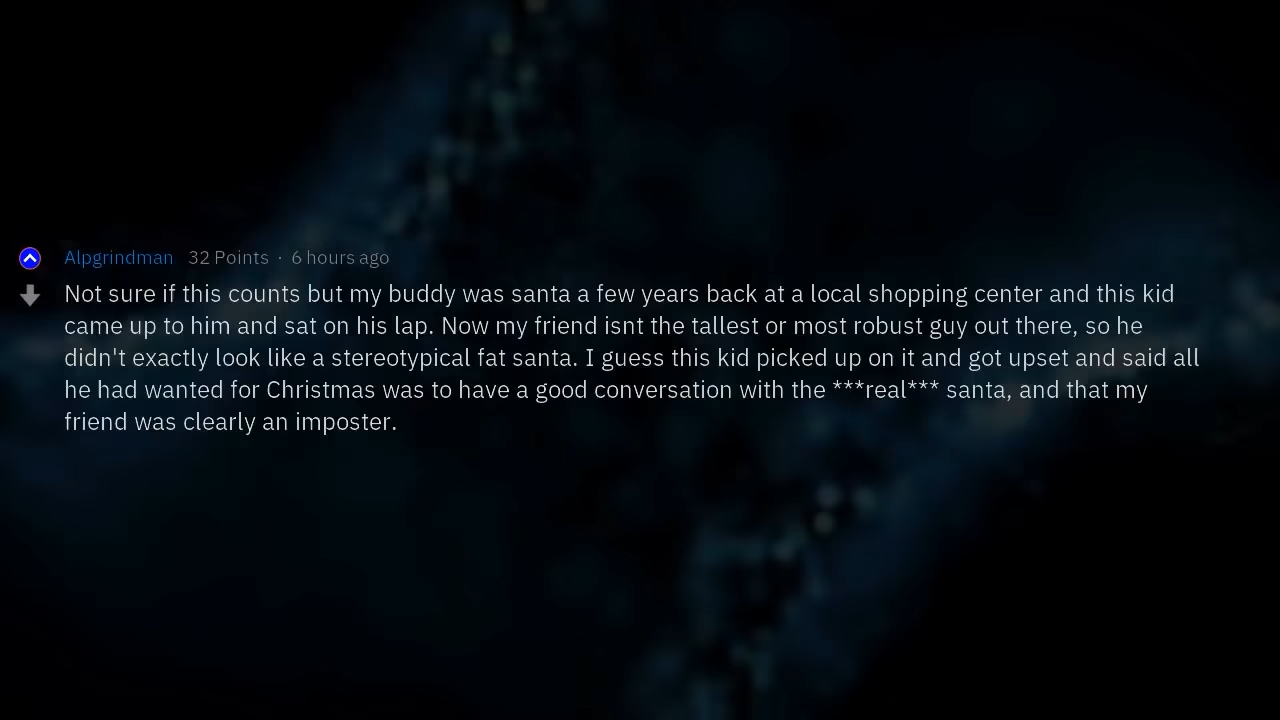 Alpgrindman 32 Points · 6 hours ago
Not sure if this counts but my buddy was santa a few years back at a local shopping center and this kid
came up to him and sat on his lap. Now my friend isnt the tallest or most robust guy out there, so he
didn't exactly look like a stereotypical fat santa. I guess this kid picked up on it and got upset and said all
he had wanted for Christmas was to have a good conversation with the ***real*** santa, and that my
friend was clearly an imposter.